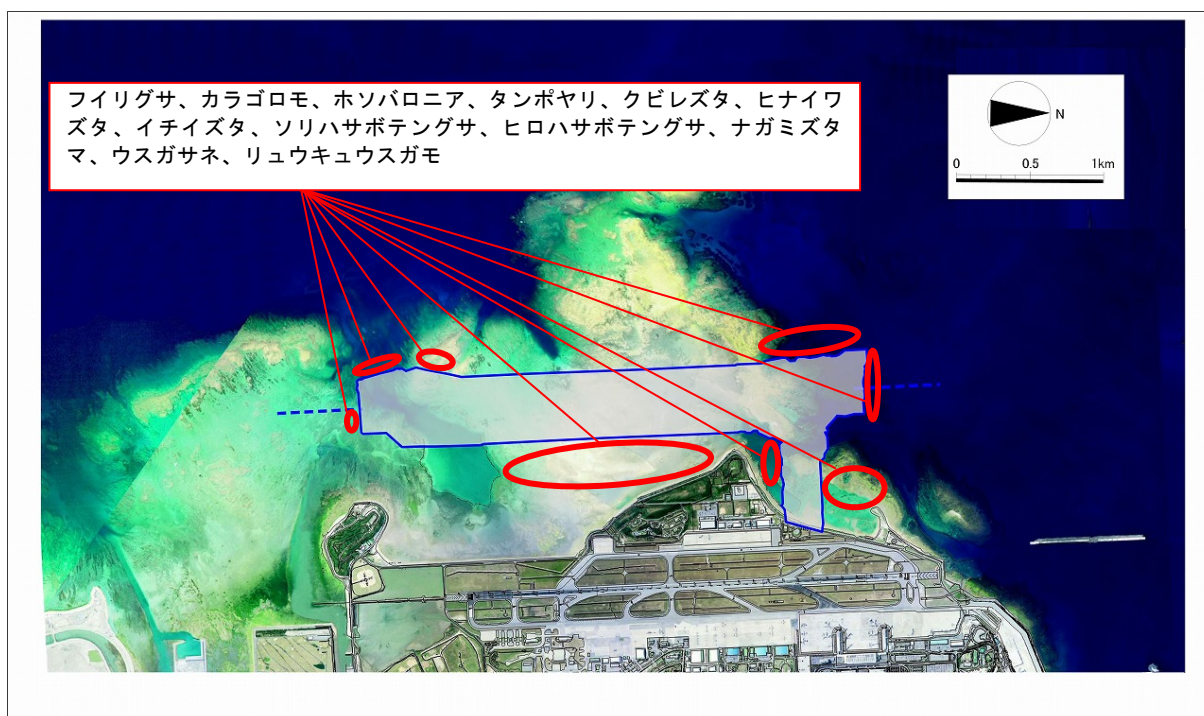 フイリグサ、カラゴロモ、ホソバロニア、タンポヤリ、クビレズタ、ヒナイワ
ズタ、イチイズタ、ソリハサボテングサ、ヒロハサボテングサ、ナガミズタ
マ、ウスガサネ、リュウキュウスガモ
N
0 0.5 1km